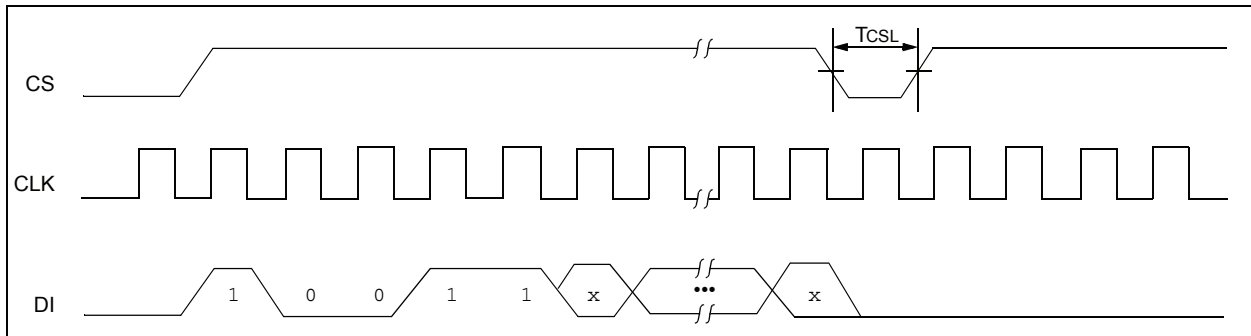 TCSL
CS
CLK
DI
1 0 0 1 1 x ••• x